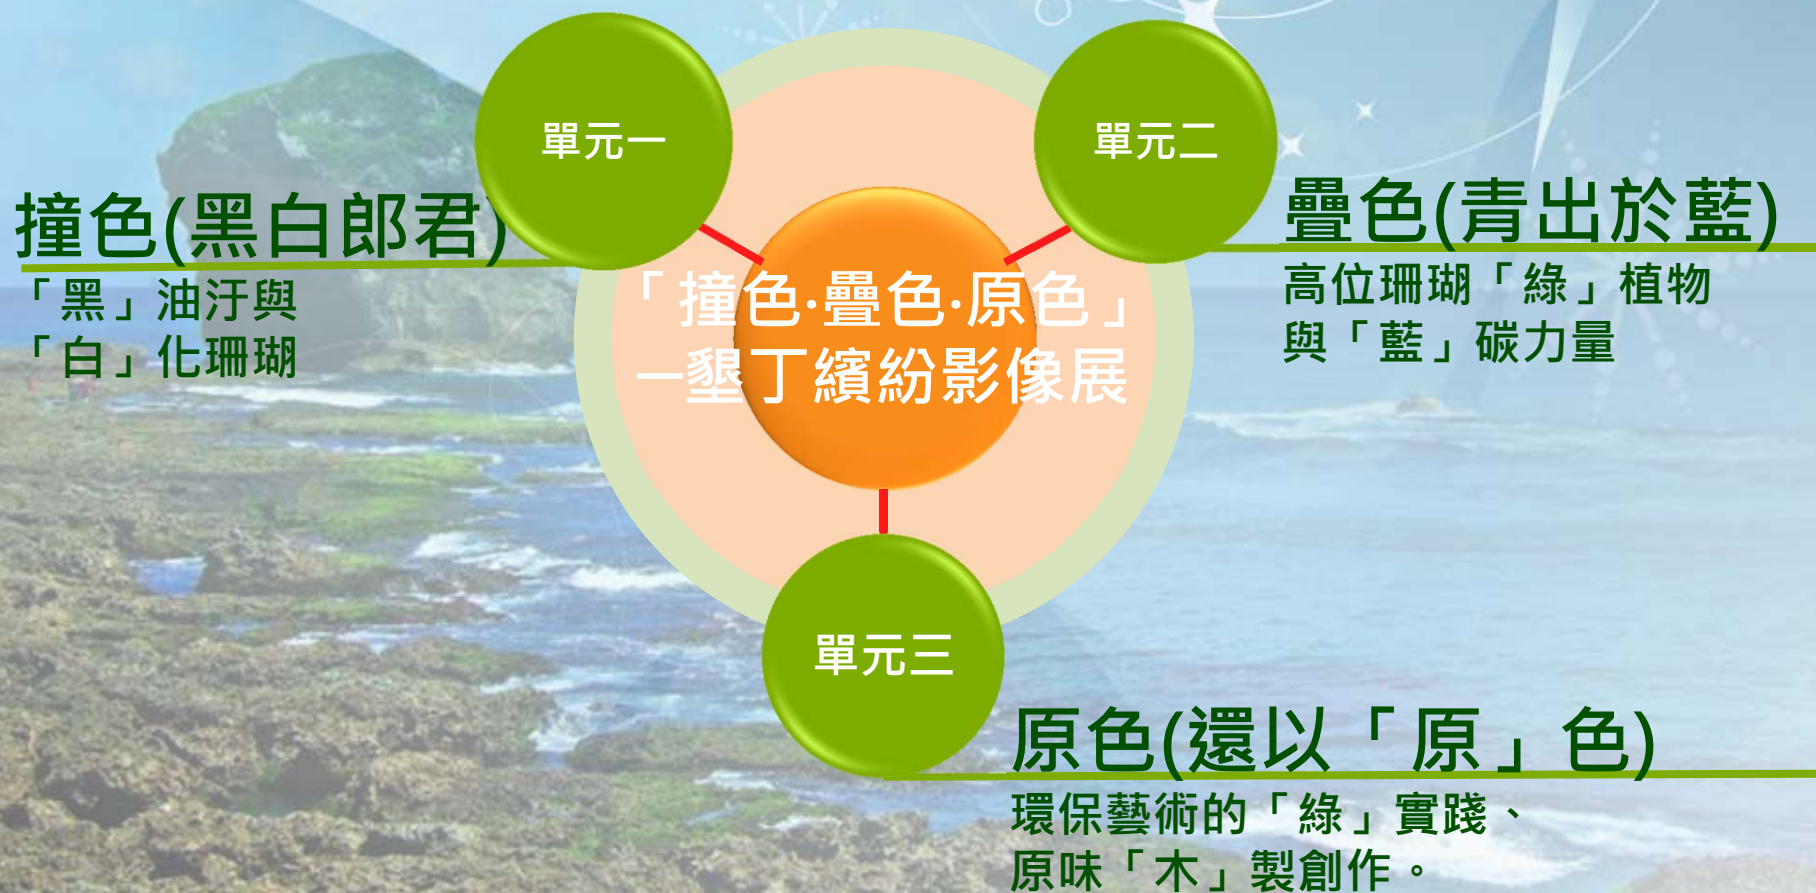 單元一
單元二
撞色(黑白郎君)
「黑」油汙與
「白」化珊瑚
疊色(青出於藍)
高位珊瑚「綠」植物
與「藍」碳力量
「撞色·疊色·原色」
—墾丁繽紛影像展
單元三
原色(還以「原」色)
環保藝術的「綠」實踐、
原味「木」製創作。